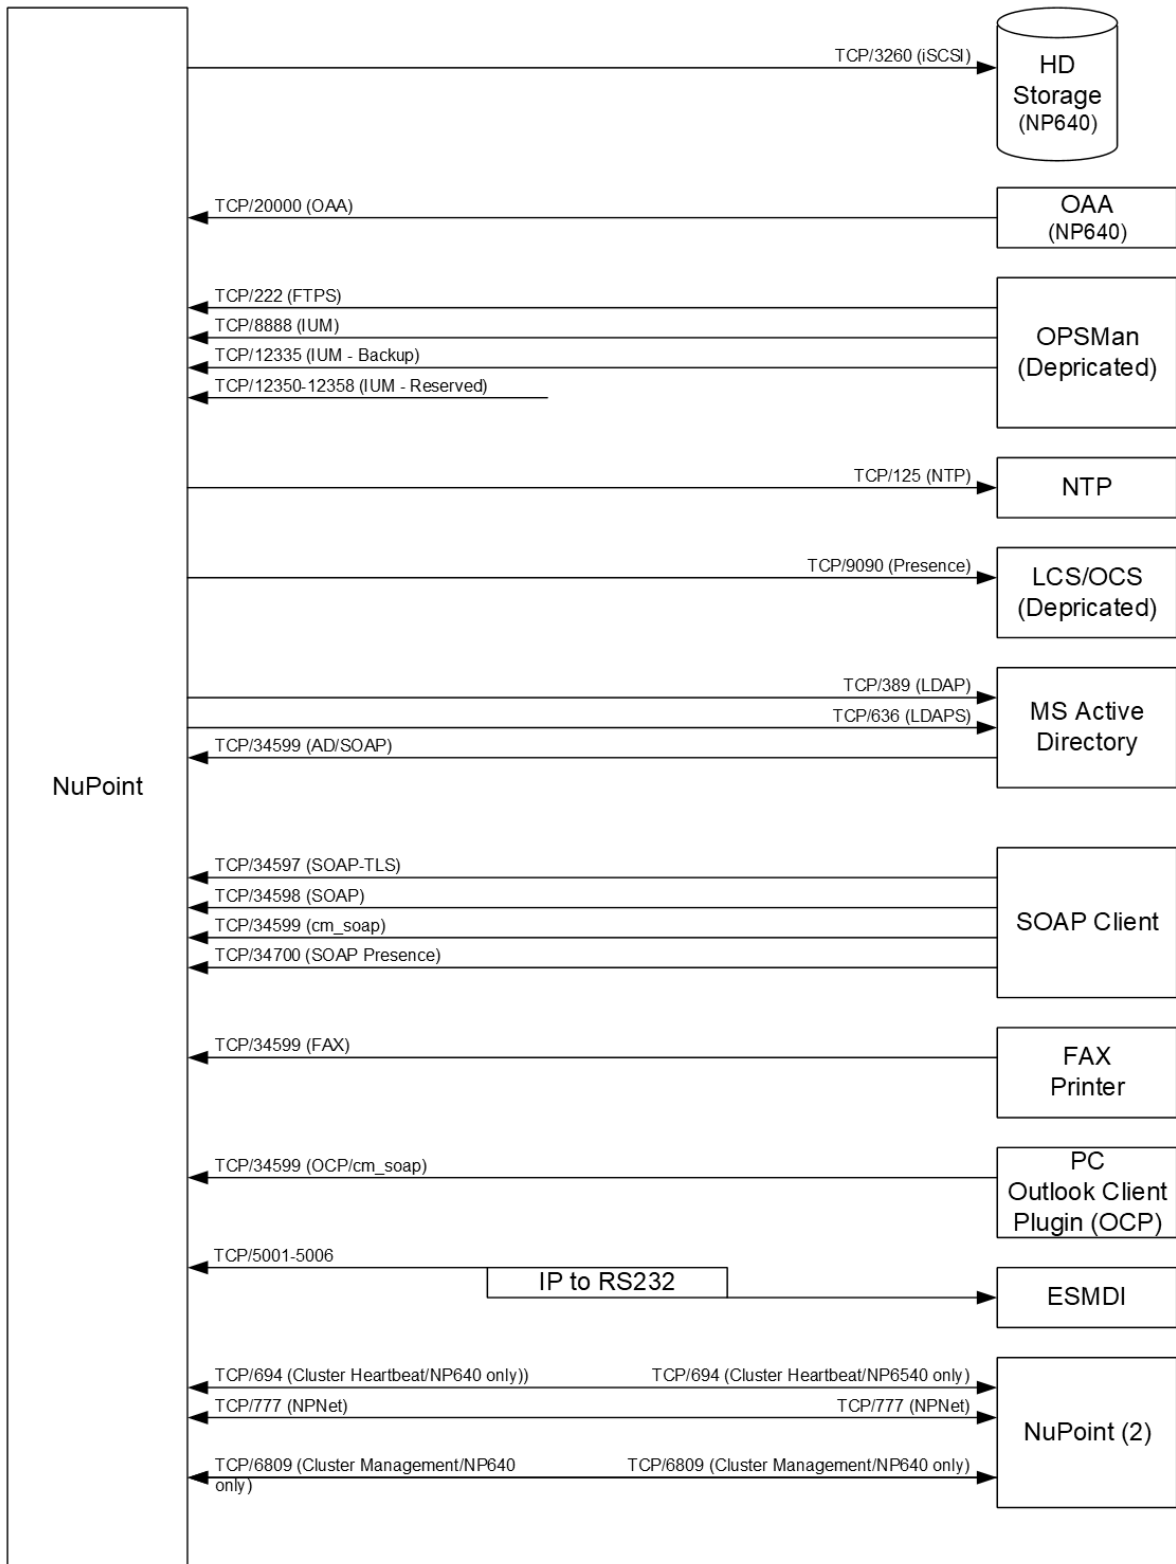 TCP/3260 (iSCSI)
HD
Storage
(NP640)
TCP/20000 (OAA)
OAA
(NP640)
TCP/222 (FTPS)
TCP/8888 (IUM)
TCP/12335 (IUM - Backup)
TCP/12350-12358 (IUM - Reserved)
OPSMan
(Depricated)
TCP/125 (NTP)
NTP
TCP/9090 (Presence)
LCS/OCS
(Depricated)
TCP/389 (LDAP)
TCP/636 (LDAPS)
TCP/34599 (AD/SOAP)
MS Active
Directory
NuPoint
TCP/34597 (SOAP-TLS)
TCP/34598 (SOAP)
TCP/34599 (cm_soap)
TCP/34700 (SOAP Presence)
SOAP Client
TCP/34599 (FAX)
FAX
Printer
TCP/34599 (OCP/cm_soap)
PC
Outlook Client
Plugin (OCP)
TCP/5001-5006
IP to RS232
ESMDI
TCP/694 (Cluster Heartbeat/NP640 only))
TCP/694 (Cluster Heartbeat/NP6540 only)
TCP/777 (NPNet)
TCP/777 (NPNet)
NuPoint (2)
TCP/6809 (Cluster Management/NP640
only)
TCP/6809 (Cluster Management/NP640 only)